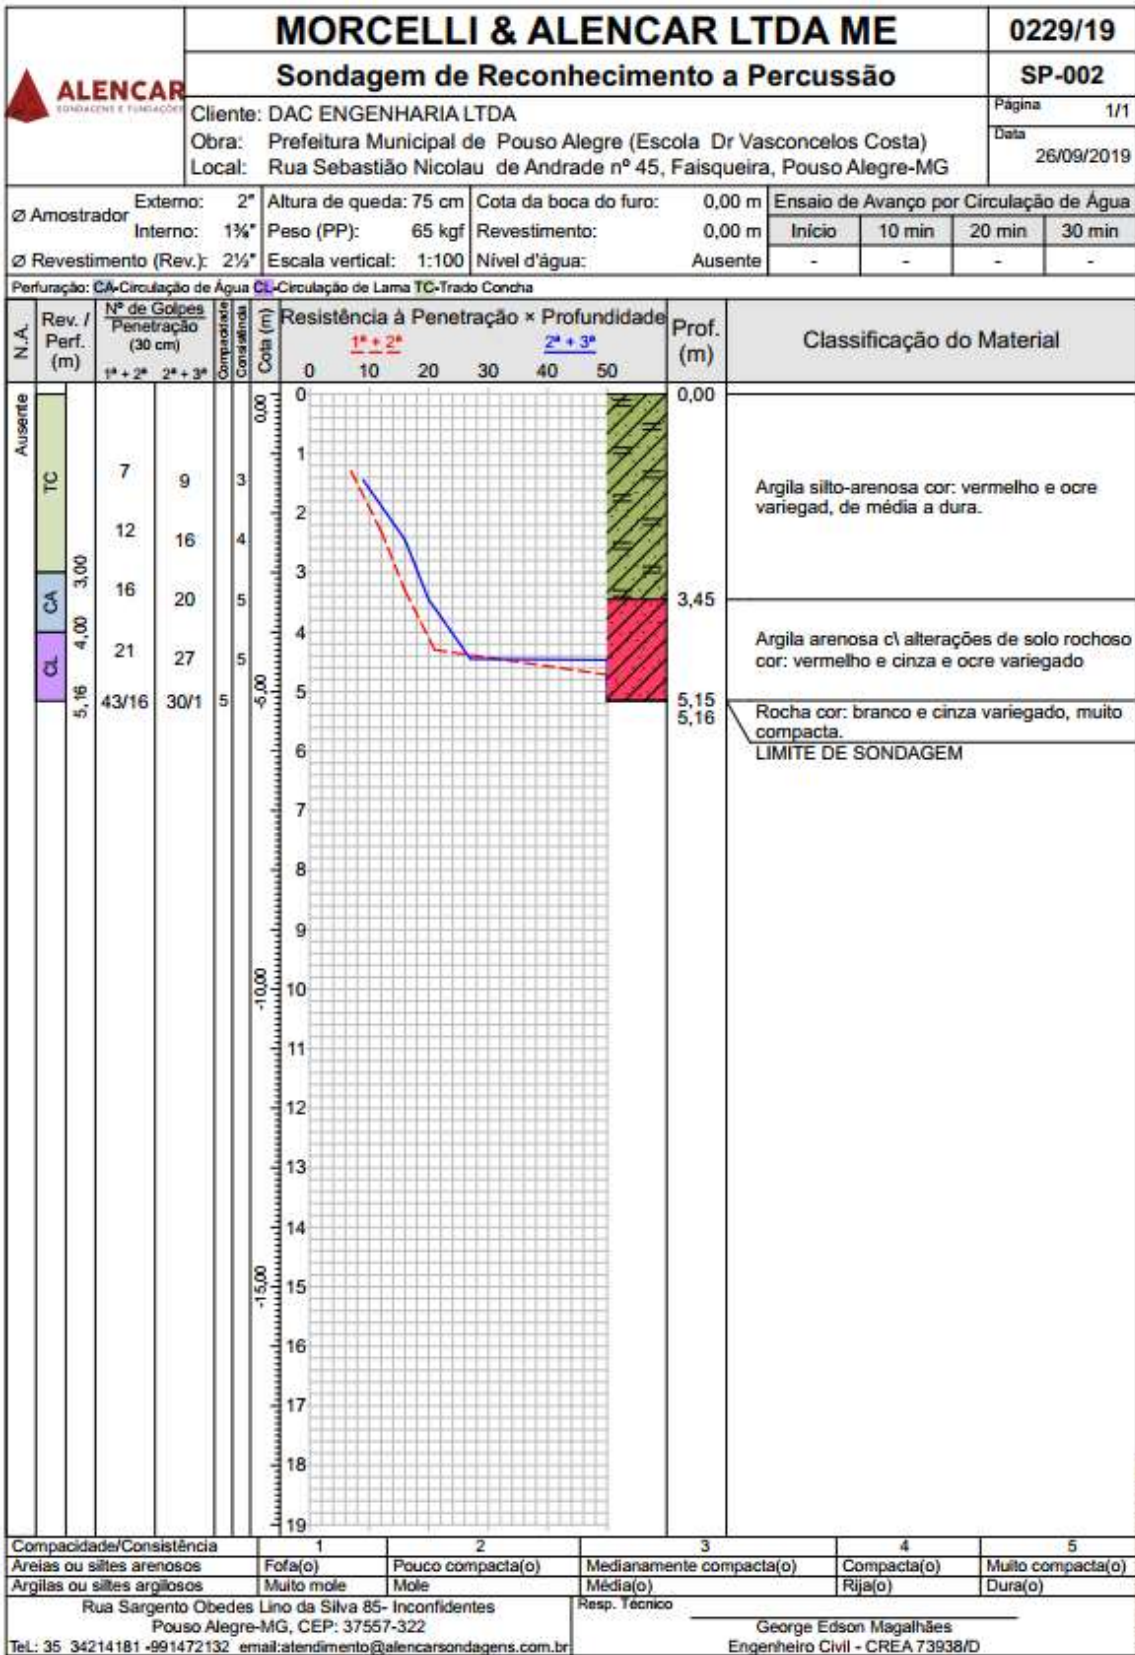 MORCELLI & ALENCAR LTDA ME
0229/19
ALENCAR
SONDAGENS E FUNDAÇÕES
Sondagem de Reconhecimento a Percussão
SP-002
Cliente: DAC ENGENHARIA LTDA
Página 1/1
Obra: Prefeitura Municipal de Pouso Alegre (Escola Dr Vasconcelos Costa)
Data
26/09/2019
Local: Rua Sebastião Nicolau de Andrade nº 45, Faisqueira, Pouso Alegre-MG
Ø Amostrador Externo: 2" Altura de queda: 75 cm Cota da boca do furo: 0,00 m Ensaio de Avanço por Circulação de Água
Interno: 1⅜" Peso (PP): 65 kgf Revestimento: 0,00 m Início 10 min 20 min 30 min
Ø Revestimento (Rev.): 2½" Escala vertical: 1:100 Nível d'água: Ausente - - - -
Perfuração: CA-Circulação de Água CL-Circulação de Lama TC-Trado Concha
N.A.
Rev. / Perf. (m)
Nº de Golpes
Penetração
(30 cm)
1ª + 2ª 2ª + 3ª
Compacidade
Consistência
Cota (m)
Resistência à Penetração × Profundidade
1ª + 2ª 2ª + 3ª
0 10 20 30 40 50
Prof. (m)
Classificação do Material
Ausente
TC
3,00
CA
4,00
CL
5,16
7 9 3
12 16 4
16 20 5
21 27 5
43/16 30/1 5
0,00
-5,00
-10,00
-15,00
0
1
2
3
4
5
6
7
8
9
10
11
12
13
14
15
16
17
18
19
0,00
Argila silto-arenosa cor: vermelho e ocre
variegad, de média a dura.
3,45
Argila arenosa c\ alterações de solo rochoso
cor: vermelho e cinza e ocre variegado
5,15
5,16
Rocha cor: branco e cinza variegado, muito
compacta.
LIMITE DE SONDAGEM
Compacidade/Consistência 1 2 3 4 5
Areias ou siltes arenosos Fofa(o) Pouco compacta(o) Medianamente compacta(o) Compacta(o) Muito compacta(o)
Argilas ou siltes argilosos Muito mole Mole Média(o) Rija(o) Dura(o)
Rua Sargento Obedes Lino da Silva 85- Inconfidentes
Pouso Alegre-MG, CEP: 37557-322
TeL: 35 34214181 -991472132 email:atendimento@alencarsondagens.com.br
Resp. Técnico
George Edson Magalhães
Engenheiro Civil - CREA 73938/D